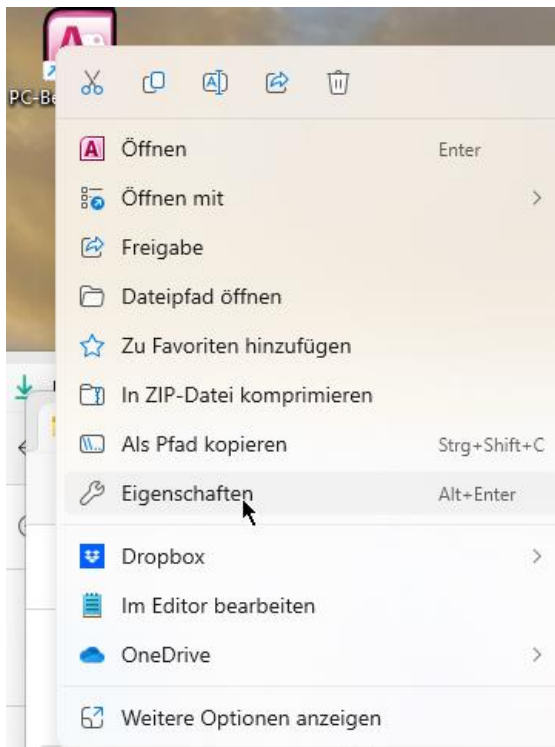 PC-Be
Öffnen Enter
Öffnen mit
Freigabe
Dateipfad öffnen
Zu Favoriten hinzufügen
In ZIP-Datei komprimieren
Als Pfad kopieren Strg+Shift+C
Eigenschaften Alt+Enter
Dropbox
Im Editor bearbeiten
OneDrive
Weitere Optionen anzeigen